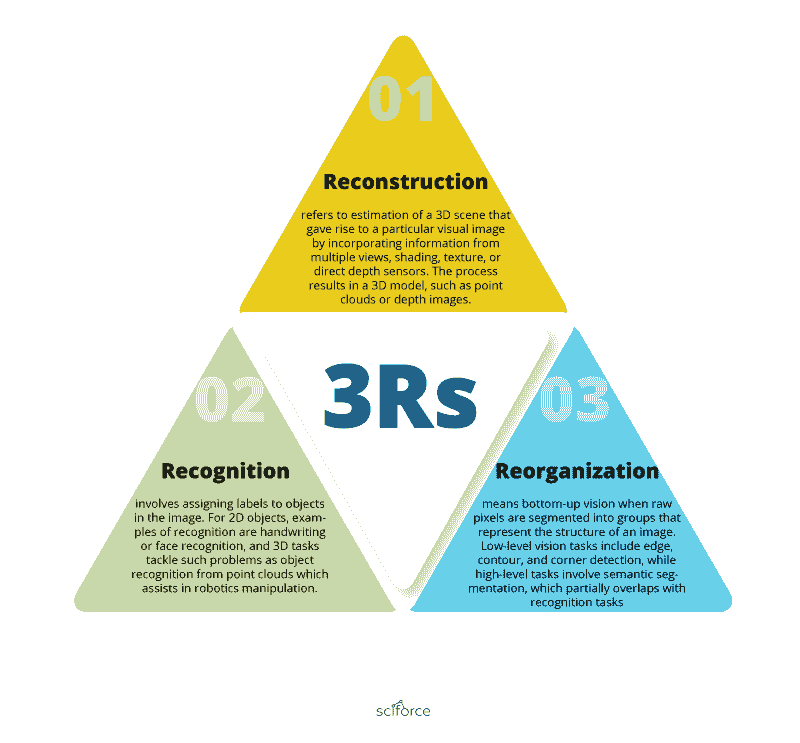 01
Reconstruction
refers to estimation of a 3D scene that
gave rise to a particular visual image
by incorporating information from
multiple views, shading, texture, or
direct depth sensors. The process
results in a 3D model, such as point
clouds or depth images.
3Rs
02
Recognition
involves assigning labels to objects
in the image. For 2D objects, exam-
ples of recognition are handwriting
or face recognition, and 3D tasks
tackle such problems as object
recognition from point clouds which
assists in robotics manipulation.
03
Reorganization
means bottom-up vision when raw
pixels are segmented into groups that
represent the structure of an image.
Low-level vision tasks include edge,
contour, and corner detection, while
high-level tasks involve semantic seg-
mentation, which partially overlaps with
recognition tasks
sciforce